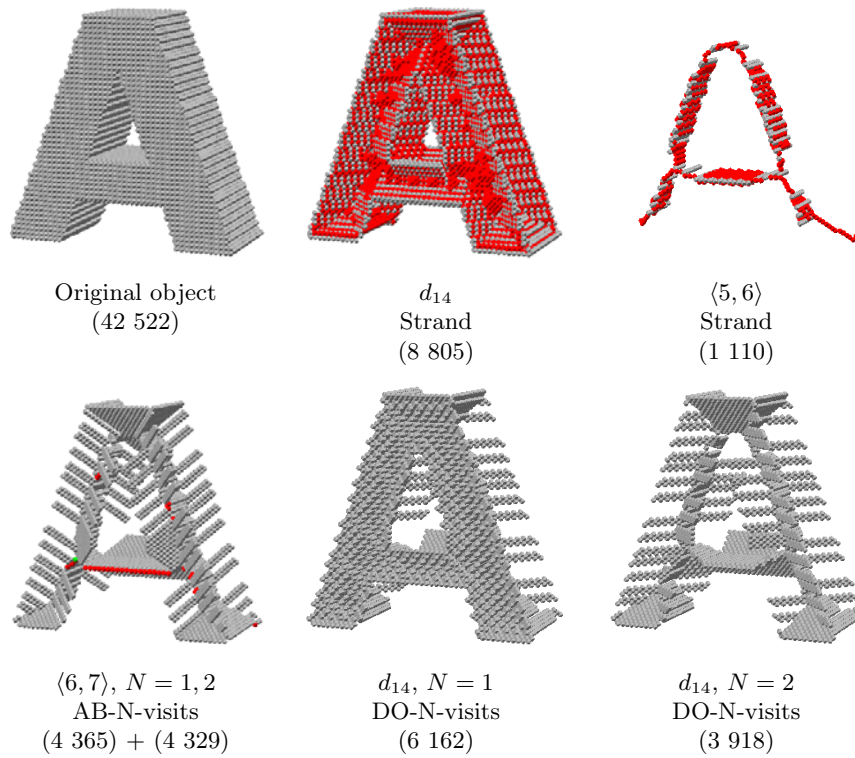 Original object
(42 522)
d₁₄
Strand
(8 805)
⟨5, 6⟩
Strand
(1 110)
⟨6, 7⟩, N = 1, 2
AB-N-visits
(4 365) + (4 329)
d₁₄, N = 1
DO-N-visits
(6 162)
d₁₄, N = 2
DO-N-visits
(3 918)